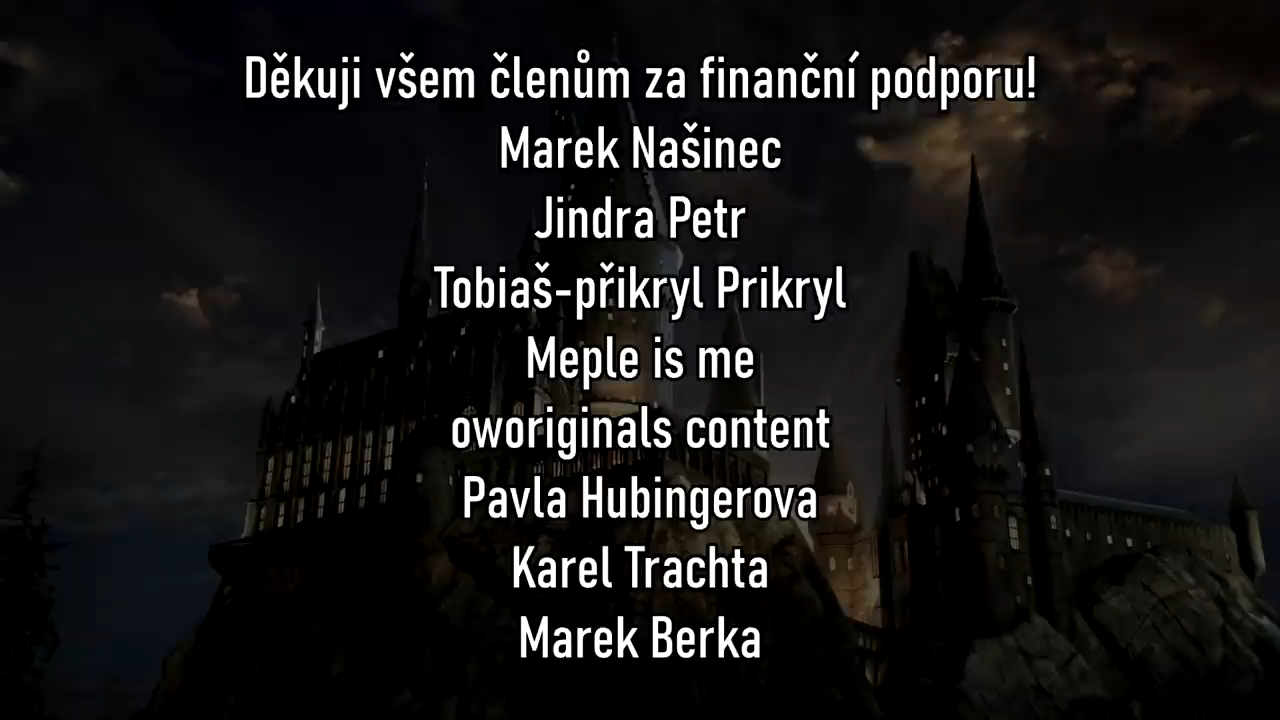 Děkuji všem členům za finanční podporu!
Marek Našinec
Jindra Petr
Tobiaš-přikryl Prikryl
Meple is me
oworiginals content
Pavla Hubingerova
Karel Trachta
Marek Berka